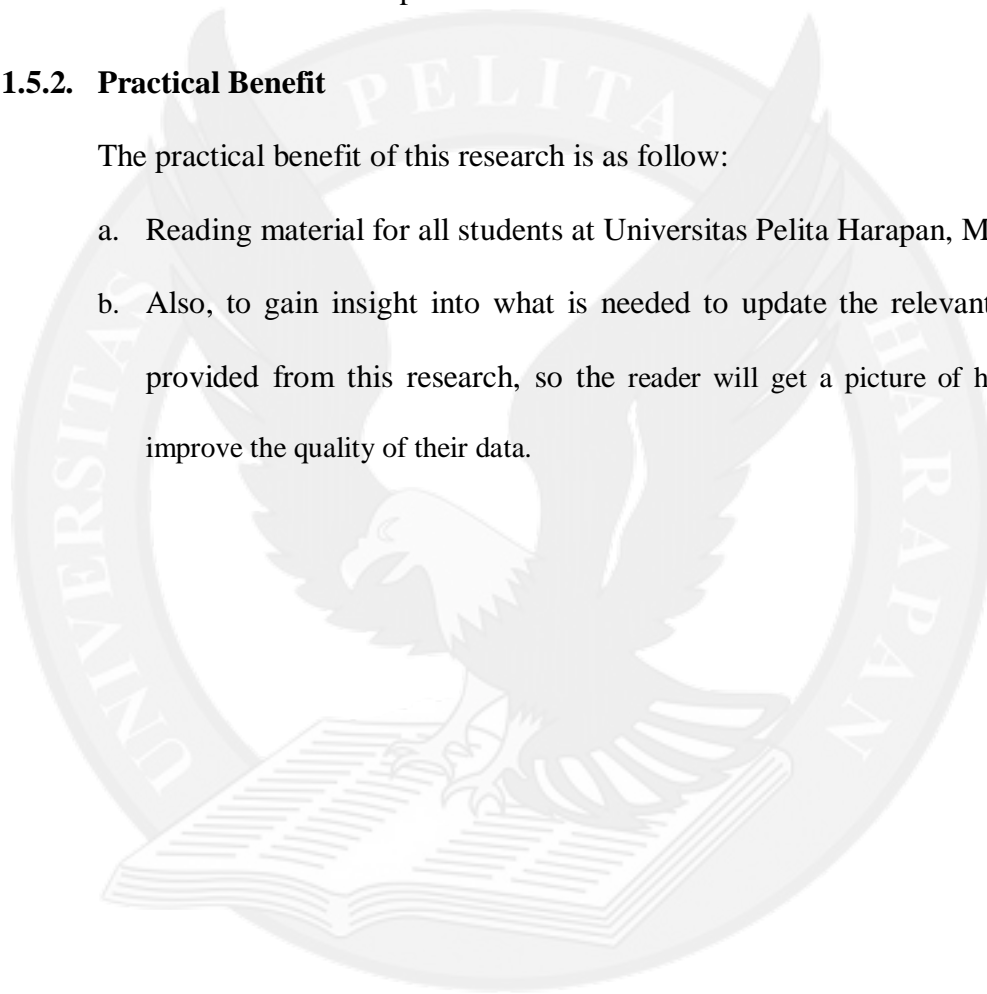 1.5.2. Practical Benefit
PELITA
The practical benefit of this research is as follow:
a. Reading material for all students at Universitas Pelita Harapan,
b. Also, to gain insight into what is needed to update the relevant
provided from this research, so the reader will get a picture of
improve the quality of their data.
UNIVERSITAS
HARAPAN